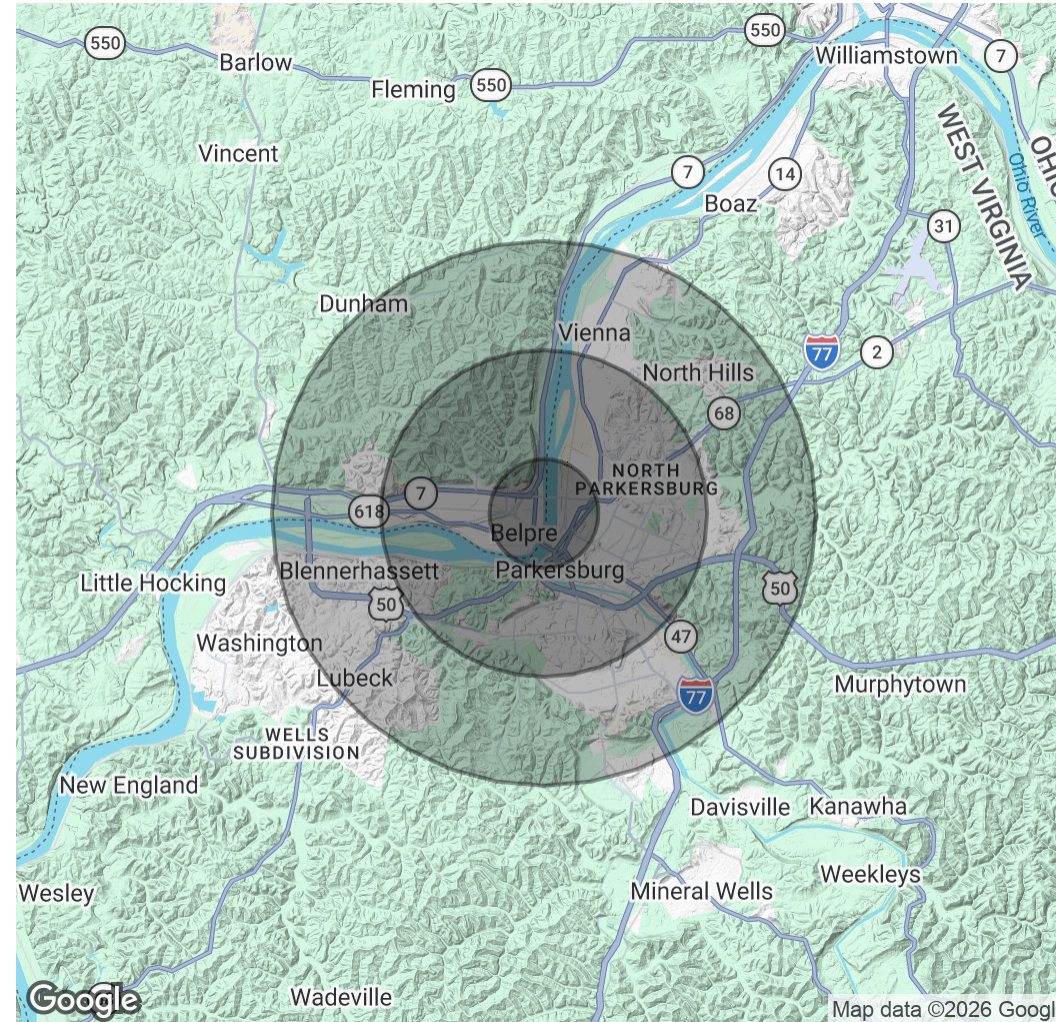 550
550
Williamstown
7
Barlow
Fleming
550
WEST VIRGINIA
Vincent
7
14
Ohio River
Boaz
31
Dunham
Vienna
77
2
North Hills
68
NORTH
PARKERSBURG
7
618
Belpre
Blennerhassett
Parkersburg
Little Hocking
50
50
Washington
47
Lubeck
Murphytown
77
WELLS
SUBDIVISION
New England
Davisville
Kanawha
Weekleys
Wesley
Mineral Wells
Wadeville
Google
Map data ©2026 Googl